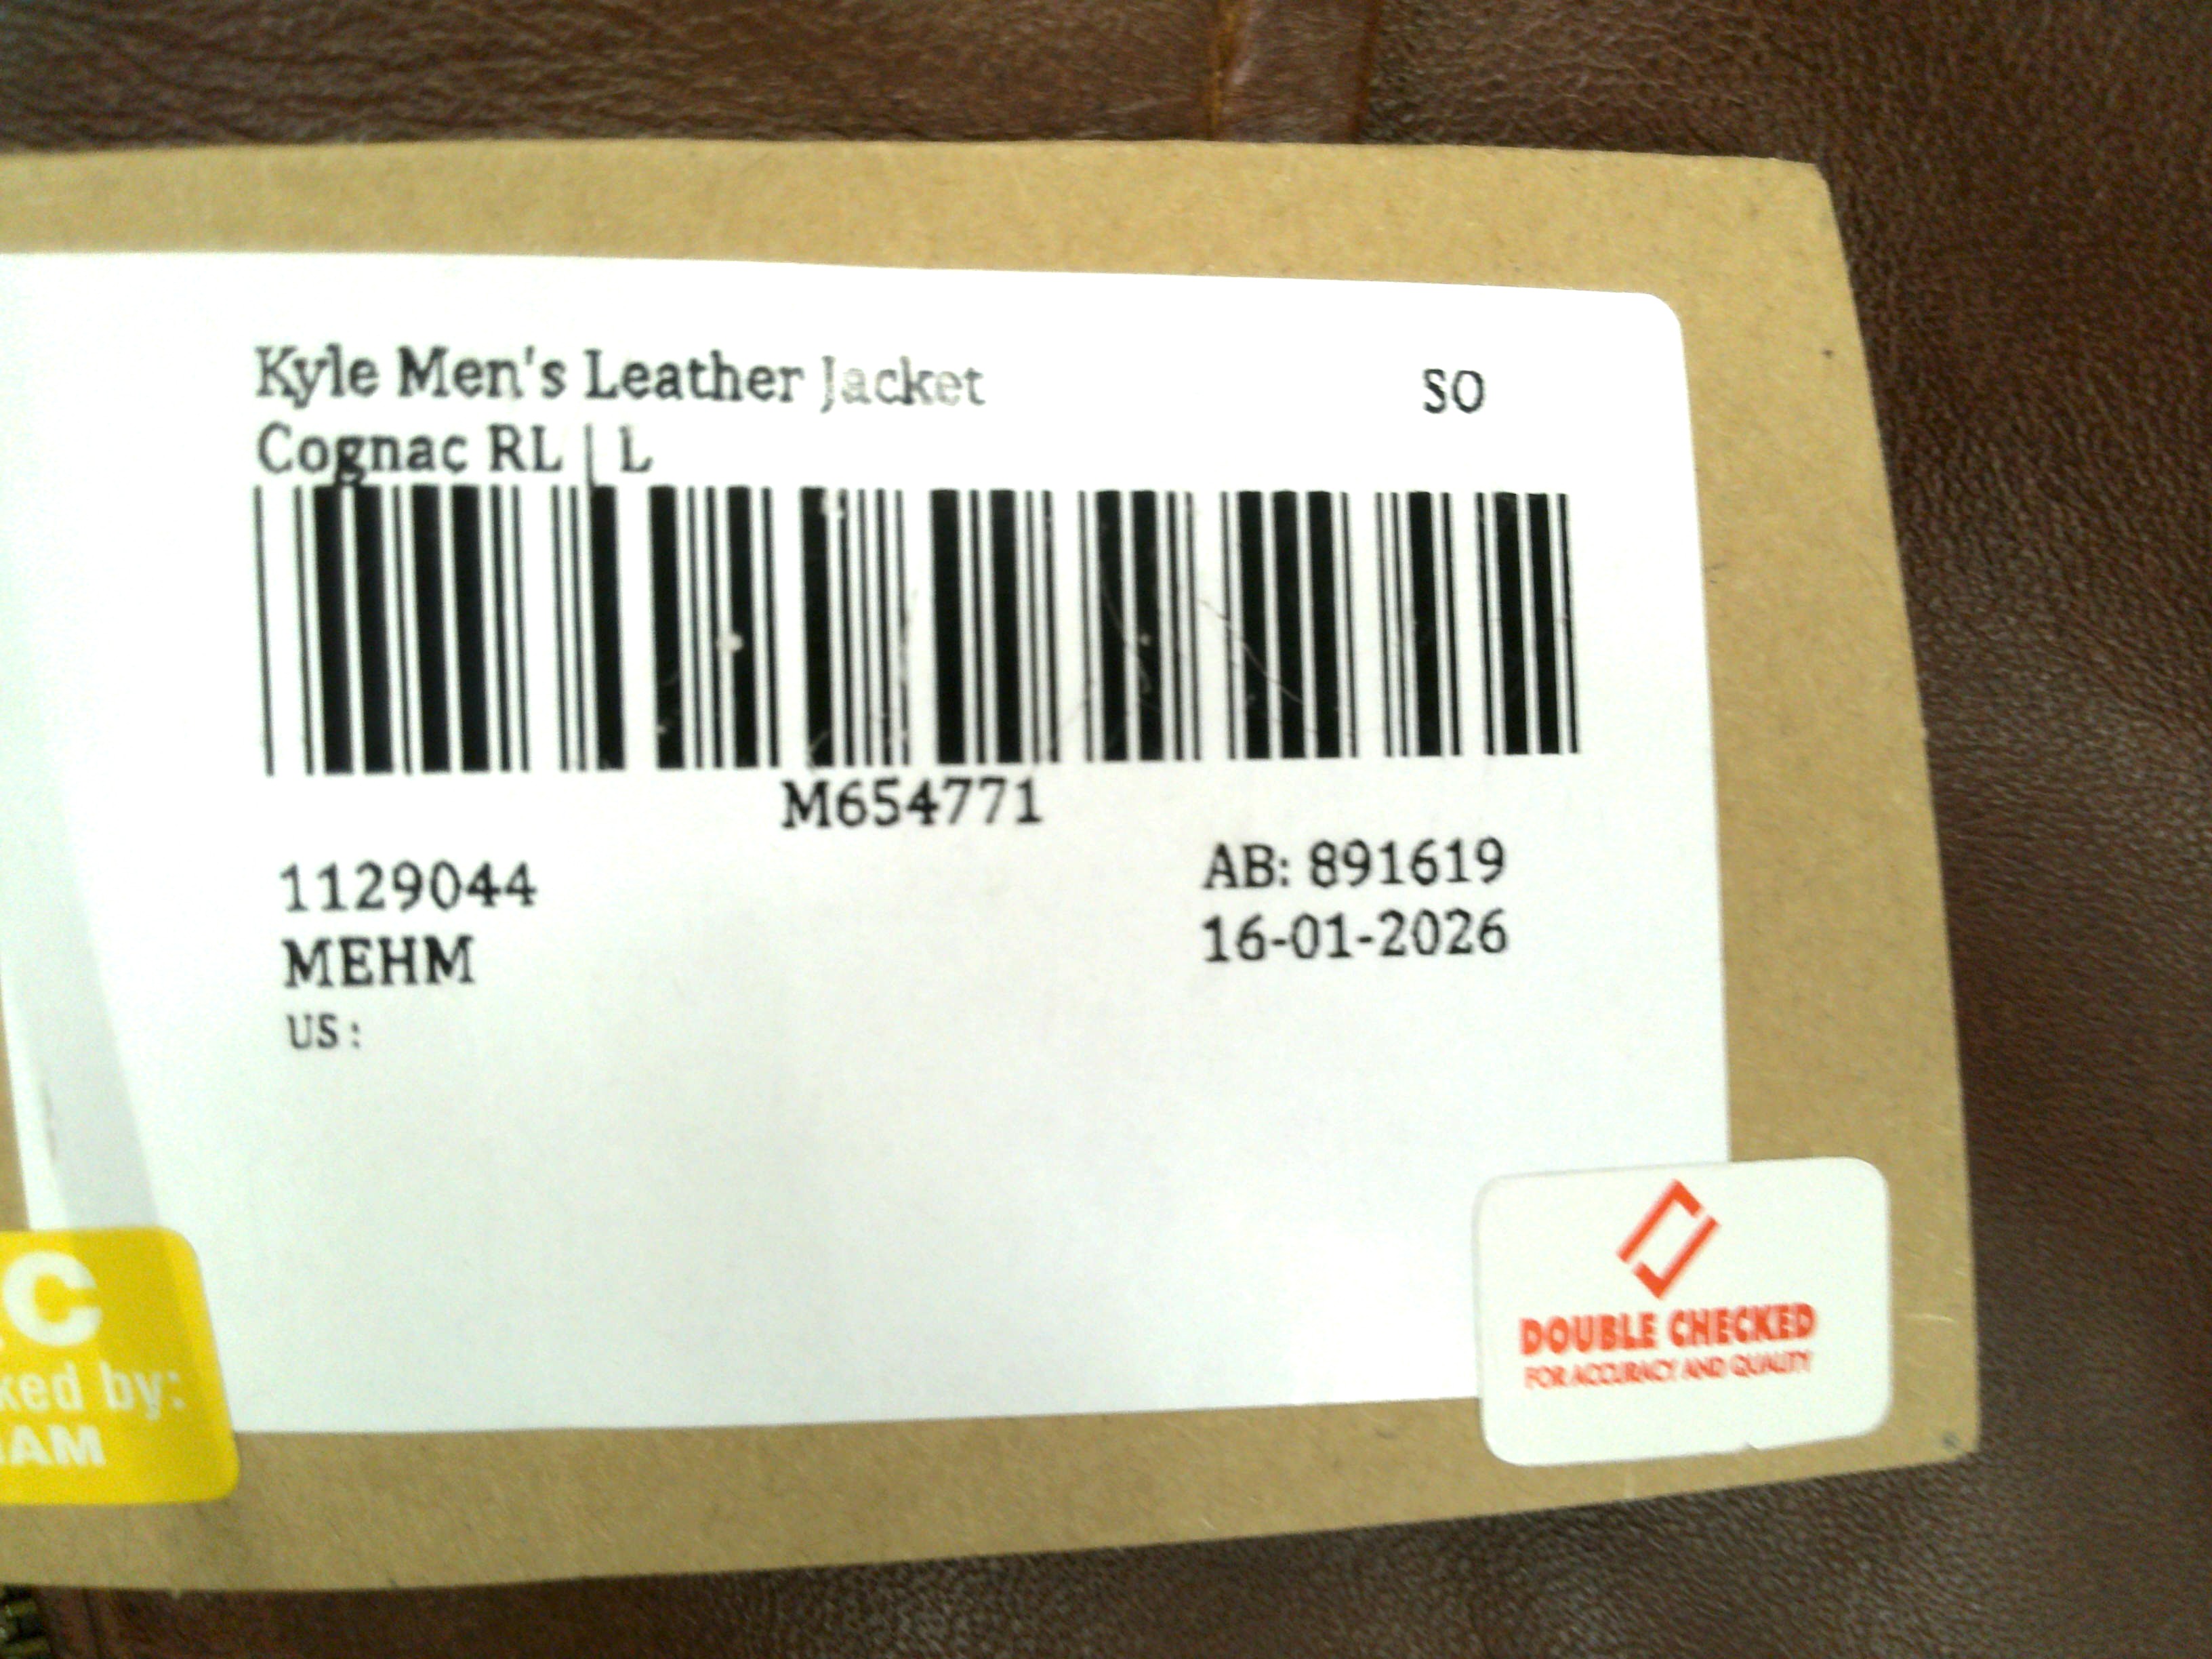 Kyle Men's Leather Jacket
SO
Cognac RL | L
M654771
1129044
AB: 891619
MEHM
16-01-2026
US :
C
ked by:
AM
DOUBLE CHECKED
FOR ACCURACY AND QUALITY